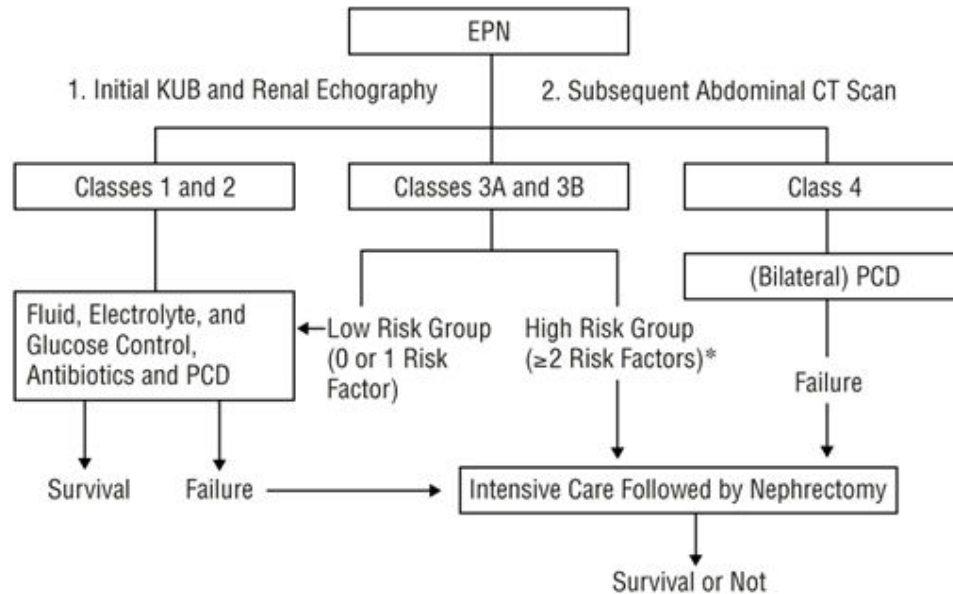 EPN
1. Initial KUB and Renal Echography
2. Subsequent Abdominal CT Scan
Classes 1 and 2
Classes 3A and 3B
Class 4
(Bilateral) PCD
Fluid, Electrolyte, and
Glucose Control,
Antibiotics and PCD
Low Risk Group
(0 or 1 Risk
Factor)
High Risk Group
(≥2 Risk Factors)*
Failure
Survival
Failure
Intensive Care Followed by Nephrectomy
Survival or Not